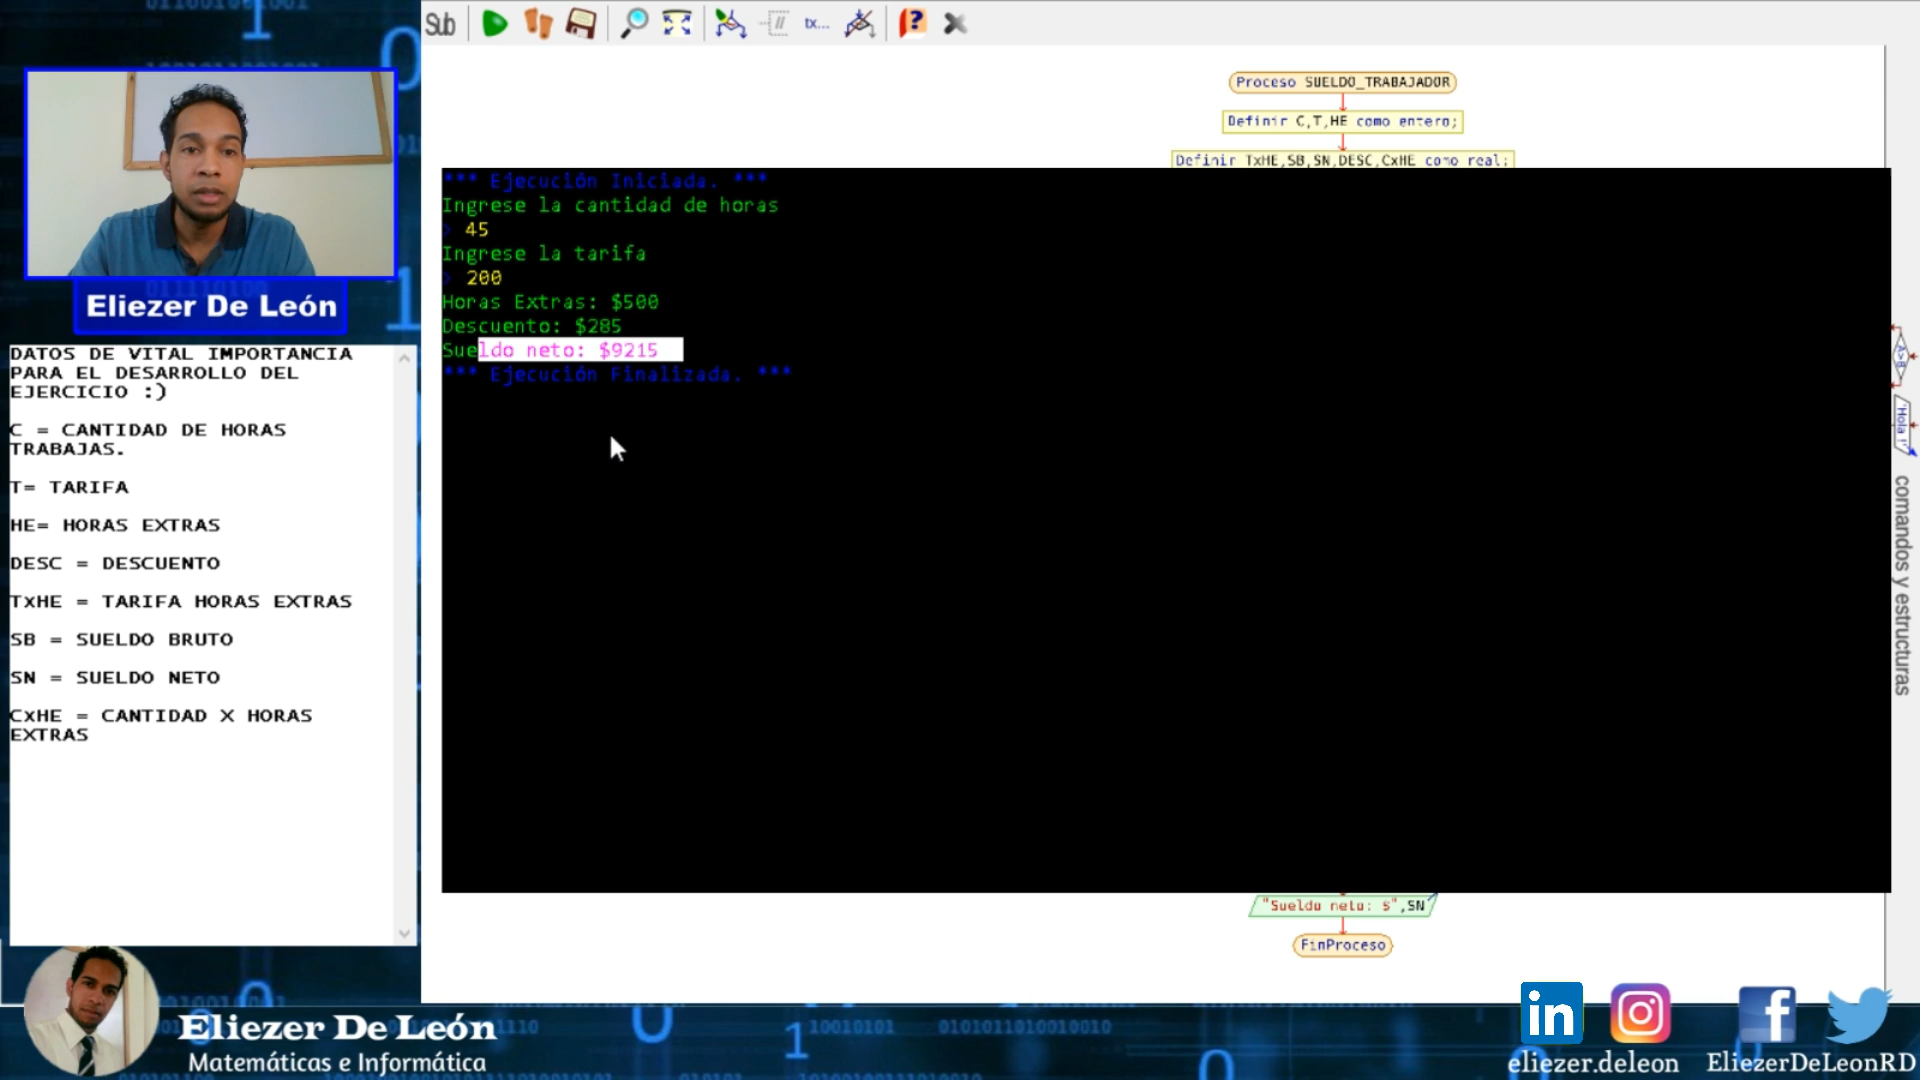 Sub
tx...
Proceso SUELDO_TRABAJADOR
Definir C,T,HE como entero;
Definir TxHE,SB,SN,DESC,CxHE como real;
*** Ejecución Iniciada. ***
Ingrese la cantidad de horas
> 45
Ingrese la tarifa
> 200
Horas Extras: $500
Descuento: $285
Sueldo neto: $9215
*** Ejecución Finalizada. ***
"Sueldo neto: $",SN
FinProceso
A>B
"Hola !"
comandos y estructuras
Eliezer De León
DATOS DE VITAL IMPORTANCIA
PARA EL DESARROLLO DEL
EJERCICIO :)
C = CANTIDAD DE HORAS
TRABAJAS.
T= TARIFA
HE= HORAS EXTRAS
DESC = DESCUENTO
TxHE = TARIFA HORAS EXTRAS
SB = SUELDO BRUTO
SN = SUELDO NETO
CxHE = CANTIDAD X HORAS
EXTRAS
Eliezer De León
Matemáticas e Informática
in
f
eliezer.deleon
EliezerDeLeonRD